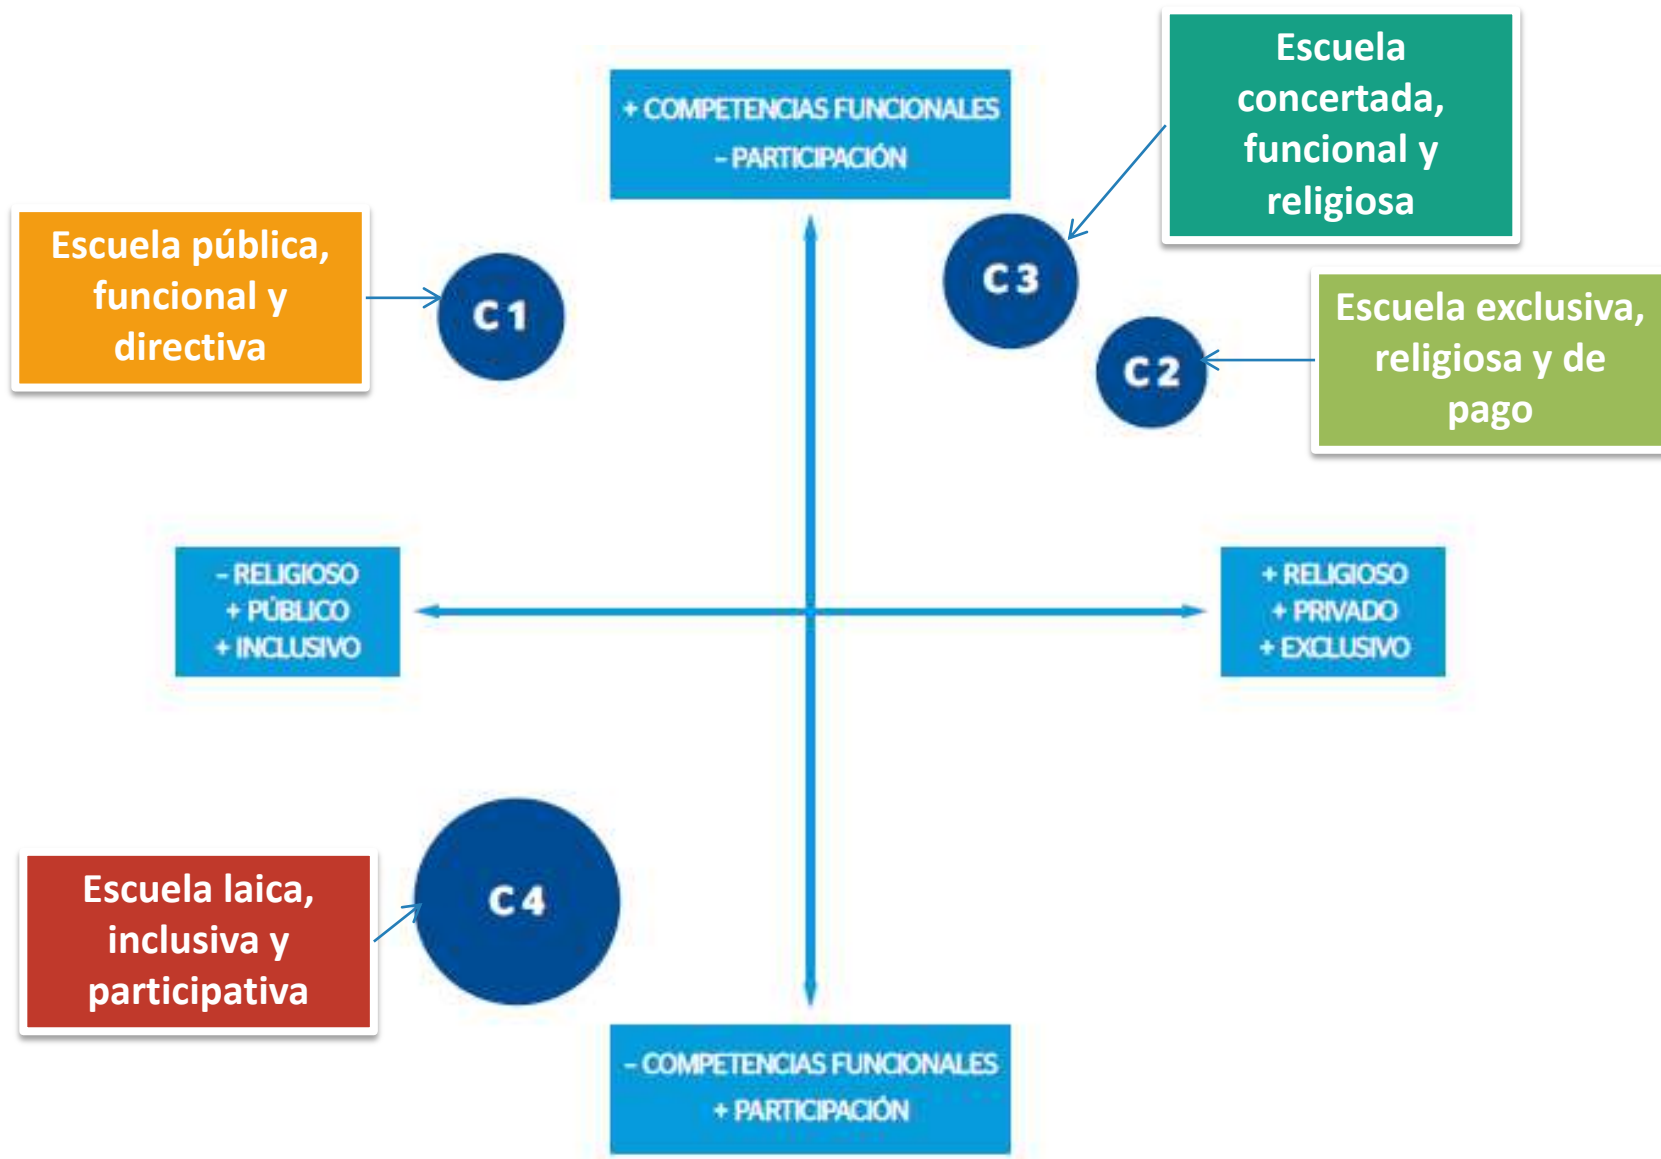 Escuela
concertada,
funcional y
religiosa
+ COMPETENCIAS FUNCIONALES
– PARTICIPACIÓN
Escuela pública,
funcional y
directiva
C 1
C 3
C 2
Escuela exclusiva,
religiosa y de
pago
– RELIGIOSO
+ PÚBLICO
+ INCLUSIVO
+ RELIGIOSO
+ PRIVADO
+ EXCLUSIVO
Escuela laica,
inclusiva y
participativa
C 4
– COMPETENCIAS FUNCIONALES
+ PARTICIPACIÓN